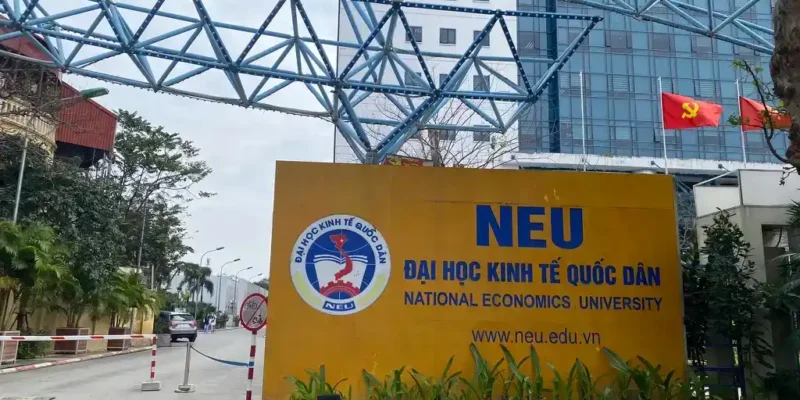 NEU
ĐẠI HỌC KINH TẾ QUỐC DÂN
NATIONAL ECONOMICS UNIVERSITY
www.neu.edu.vn
ĐẠI HỌC KINH TẾ QUỐC DÂN
NEU